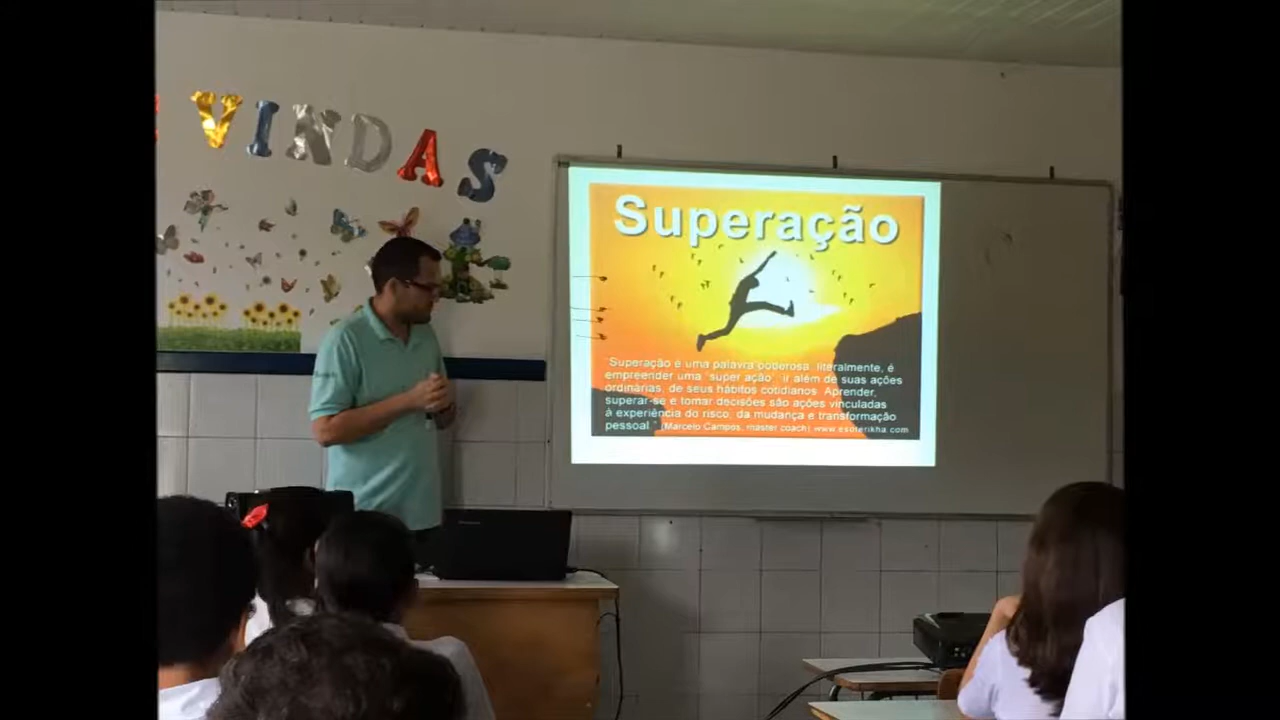 VINDAS
Superação
"Superação é uma palavra poderosa, literalmente, é
empreender uma "super ação", ir além de suas ações
ordinárias, de seus hábitos cotidianos. Aprender,
superar-se e tomar decisões são ações vinculadas
à experiência do risco, da mudança e transformação
pessoal." (Marcelo Campos, master coach) www.esoterikha.com